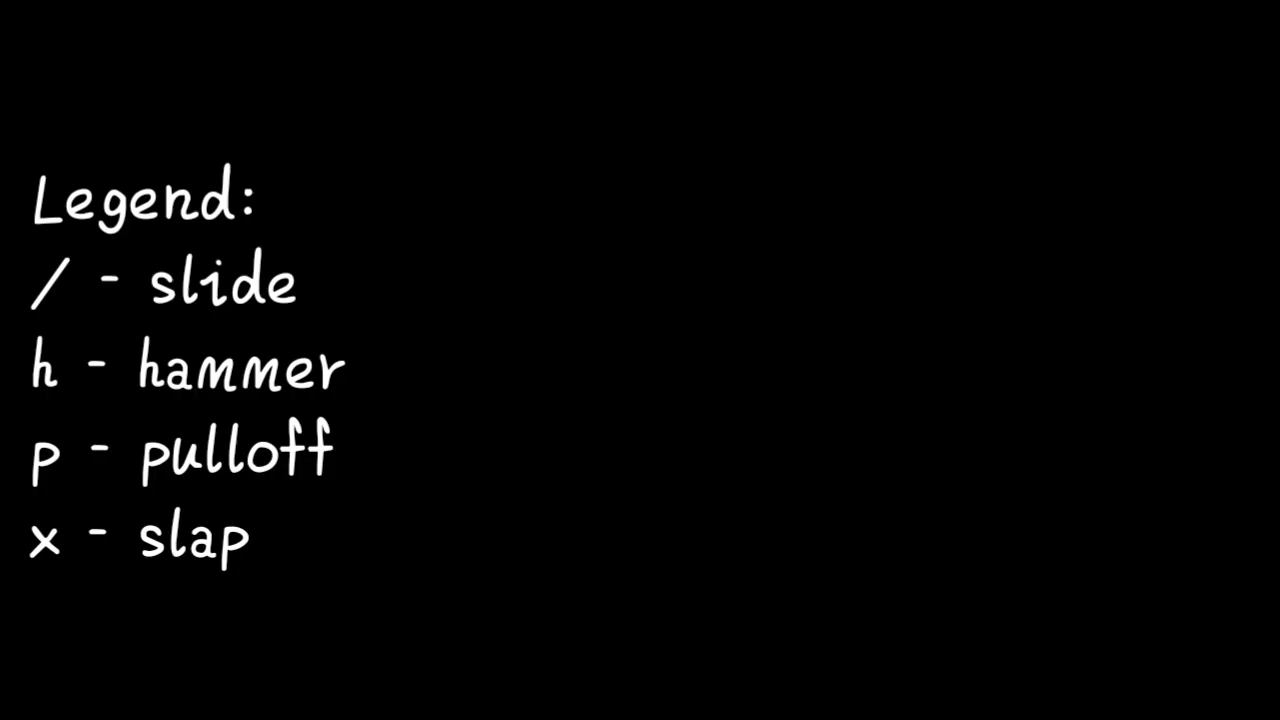 Legend:
/ - slide
h - hammer
p - pulloff
x - slap